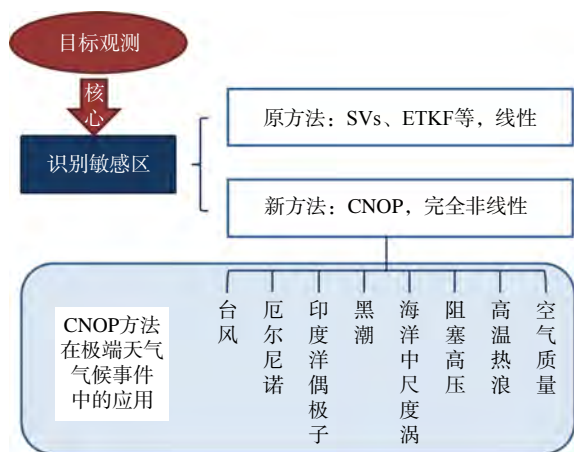 目标观测
核心
识别敏感区
原方法：SVs、ETKF等，线性
新方法：CNOP，完全非线性
CNOP方法
在极端天气
气候事件
中的应用
台风
厄尔尼诺
印度洋偶极子
黑潮
海洋中尺度涡
阻塞高压
高温热浪
空气质量